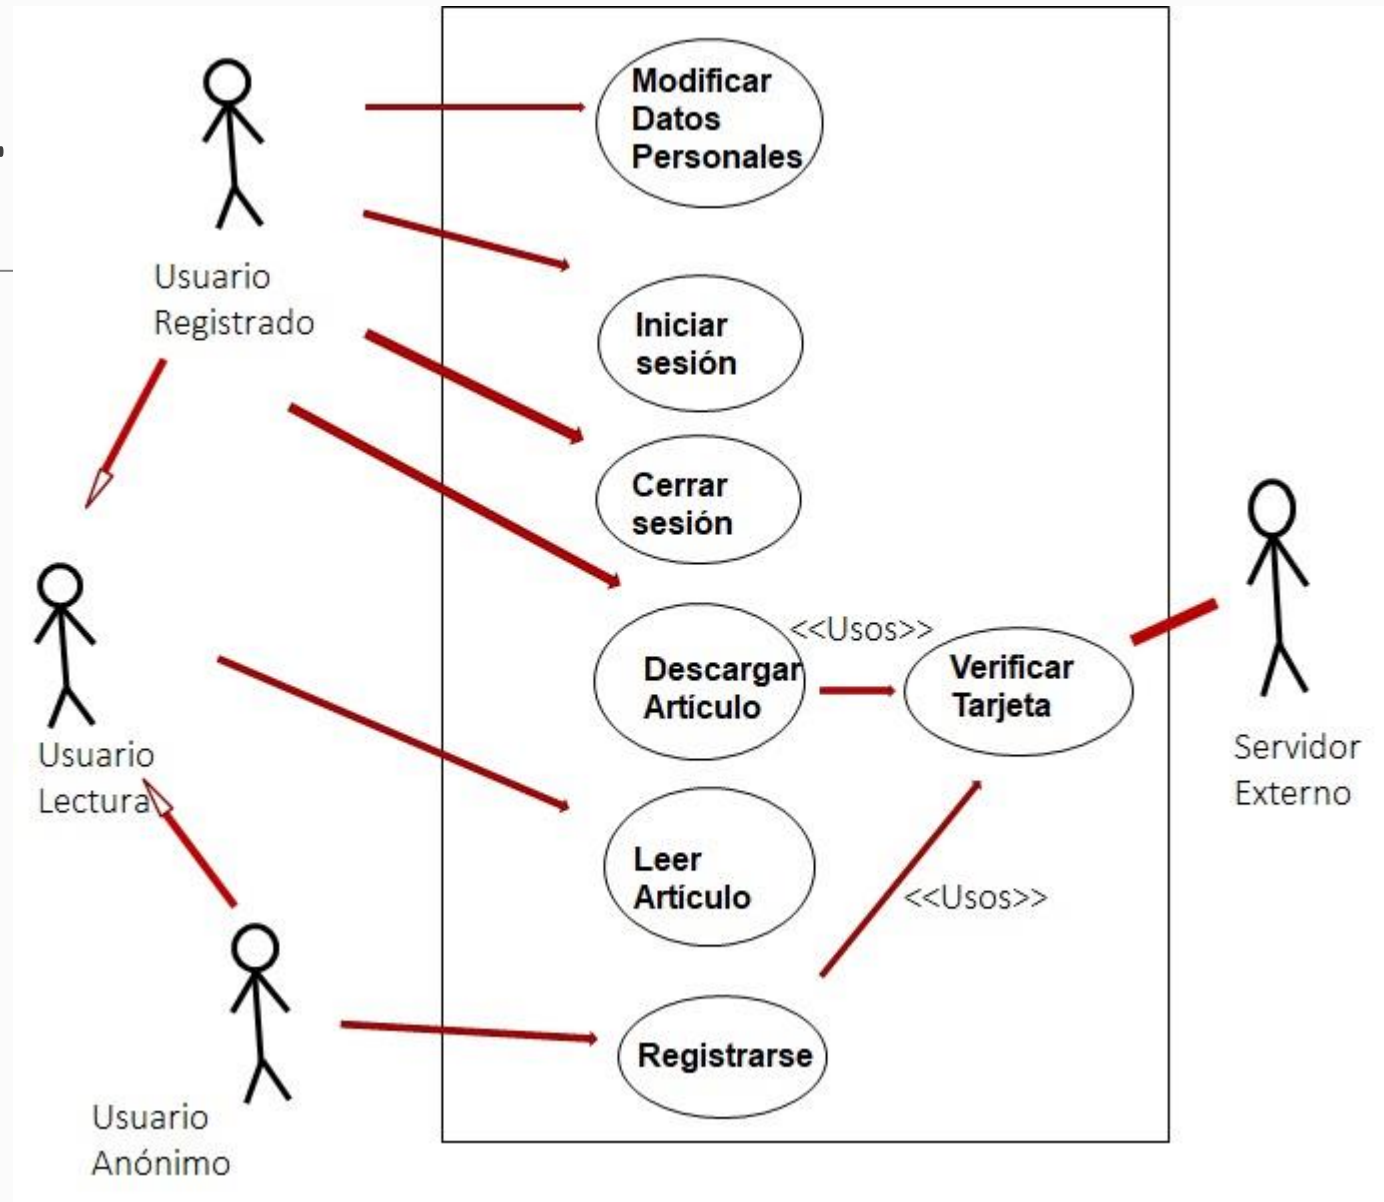 Modificar
Datos
Personales
Usuario
Registrado
Iniciar
sesión
Cerrar
sesión
<<Usos>>
Descargar
Artículo
Verificar
Tarjeta
Usuario
Lectura
Servidor
Externo
Leer
Artículo
<<Usos>>
Registrarse
Usuario
Anónimo